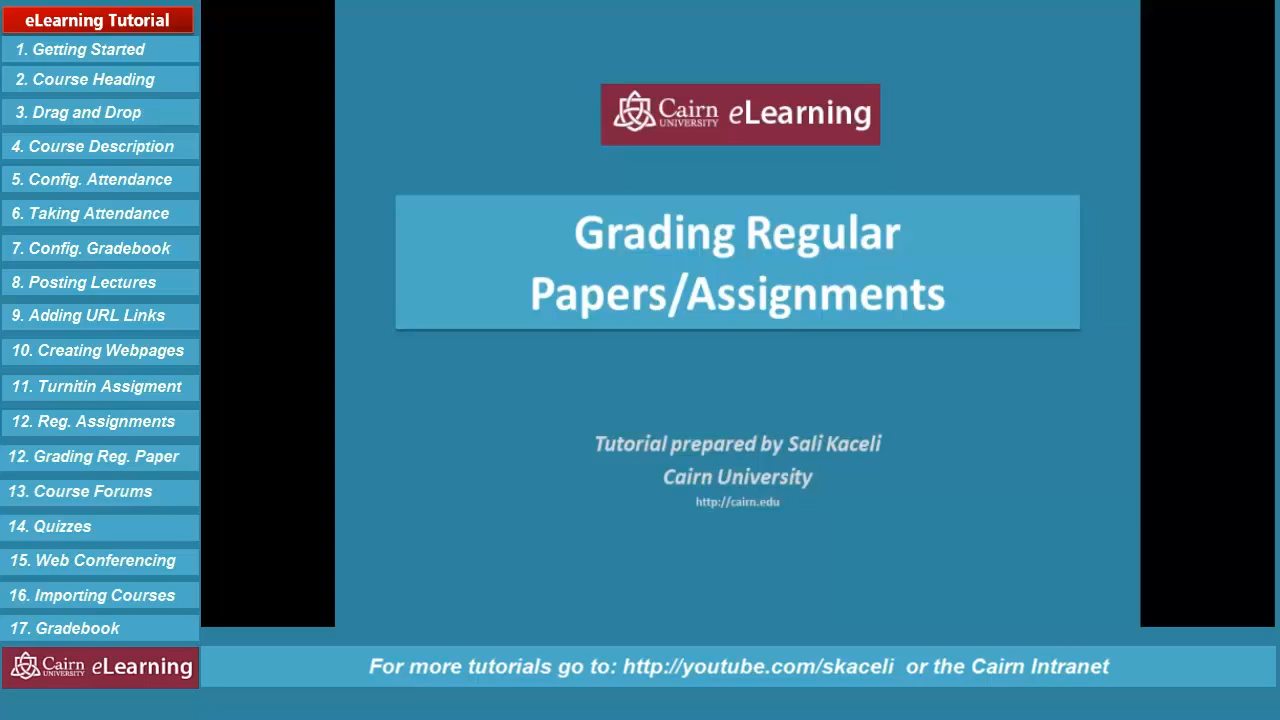 eLearning Tutorial
1. Getting Started
2. Course Heading
3. Drag and Drop
4. Course Description
5. Config. Attendance
6. Taking Attendance
7. Config. Gradebook
8. Posting Lectures
9. Adding URL Links
10. Creating Webpages
11. Turnitin Assigment
12. Reg. Assignments
12. Grading Reg. Paper
13. Course Forums
14. Quizzes
15. Web Conferencing
16. Importing Courses
17. Gradebook
Cairn UNIVERSITY eLearning
Cairn UNIVERSITY eLearning
Grading Regular
Papers/Assignments
Tutorial prepared by Sali Kaceli
Cairn University
http://cairn.edu
For more tutorials go to: http://youtube.com/skaceli or the Cairn Intranet